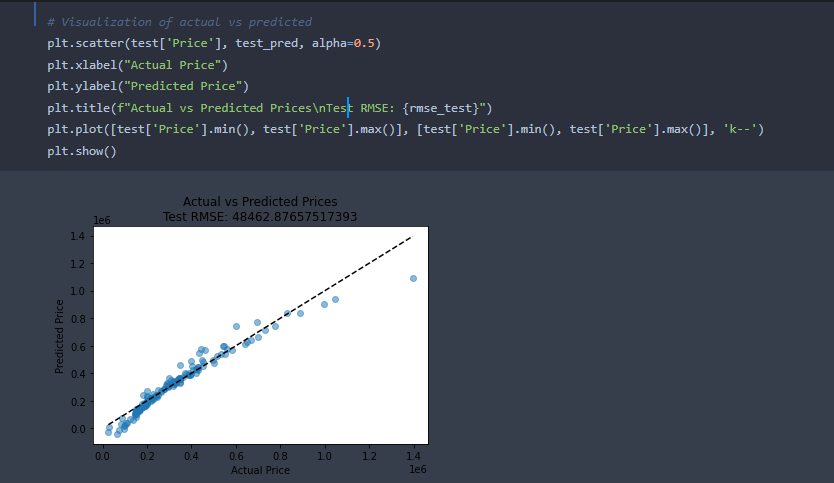 # Visualization of actual vs predicted
plt.scatter(test['Price'], test_pred, alpha=0.5)
plt.xlabel("Actual Price")
plt.ylabel("Predicted Price")
plt.title(f"Actual vs Predicted Prices\nTest RMSE: {rmse_test}")
plt.plot([test['Price'].min(), test['Price'].max()], [test['Price'].min(), test['Price'].max()], 'k--')
plt.show()
Actual vs Predicted Prices
Test RMSE: 48462.87657517393
1e6
1.4
1.2
1.0
0.8
0.6
0.4
0.2
0.0
Predicted Price
0.0 0.2 0.4 0.6 0.8 1.0 1.2 1.4
Actual Price
1e6